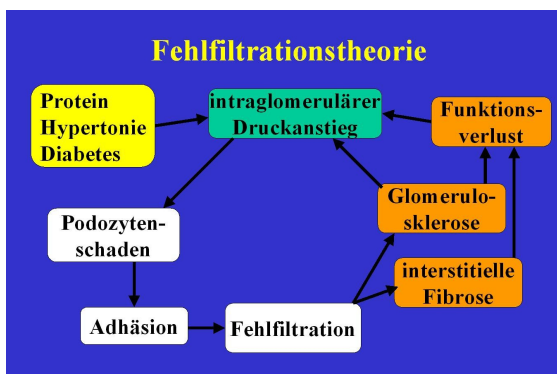 Fehlfiltrationstheorie
Protein
Hypertonie
Diabetes
intraglomerulärer
Druckanstieg
Funktions-
verlust
Glomerulo-
sklerose
Podozyten-
schaden
interstitielle
Fibrose
Adhäsion
Fehlfiltration